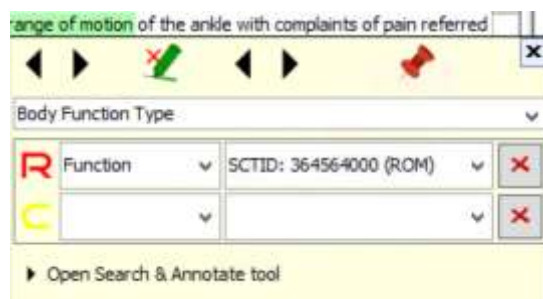 range of motion of the ankle with complaints of pain referred
Body Function Type
R Function SCTID: 364564000 (ROM)
C
Open Search & Annotate tool